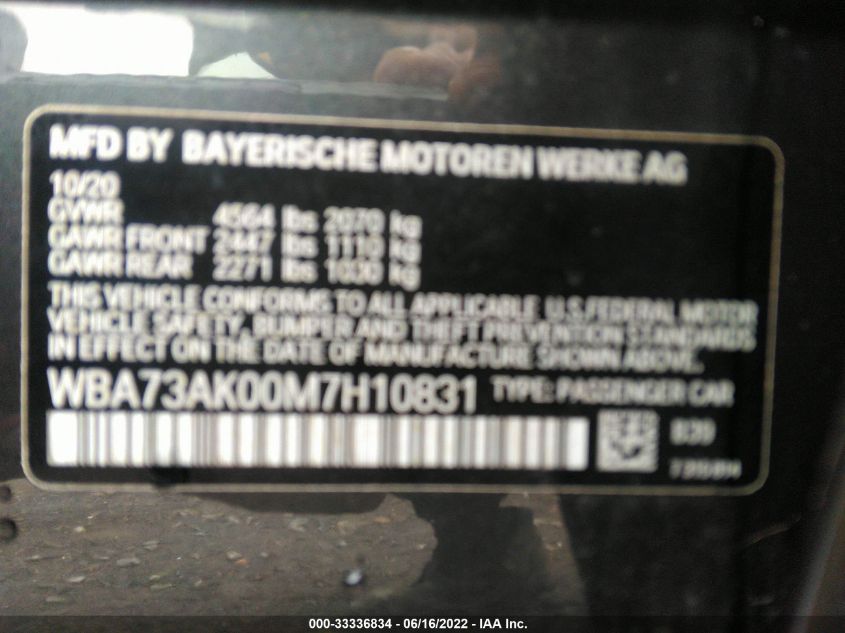 MFD BY BAYERISCHE MOTOREN WERKE AG
10/20
GVWR 4564 lbs 2070 kg
GAWR FRONT 2447 lbs 1110 kg
GAWR REAR 2271 lbs 1030 kg
THIS VEHICLE CONFORMS TO ALL APPLICABLE U.S. FEDERAL MOTOR
VEHICLE SAFETY, BUMPER AND THEFT PREVENTION STANDARDS
IN EFFECT ON THE DATE OF MANUFACTURE SHOWN ABOVE.
WBA73AK00M7H10831 TYPE: PASSENGER CAR
B39
000-33336834 - 06/16/2022 - IAA Inc.